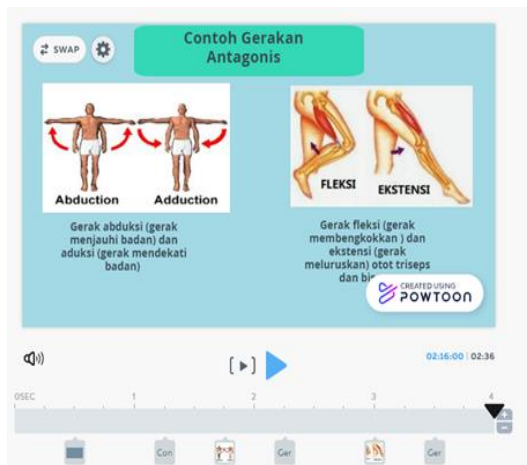 SWAP
Contoh Gerakan
Antagonis
Abduction
Adduction
FLEKSI
EKSTENSI
Gerak abduksi (gerak
menjauhi badan) dan
aduksi (gerak mendekati
badan)
Gerak fleksi (gerak
membengkokkan ) dan
ekstensi (gerak
meluruskan) otot triseps
dan
CREATED USING
POWTOON
02:16:00 02:36
0SEC 1 2 3 4
Con
Ger
Ger